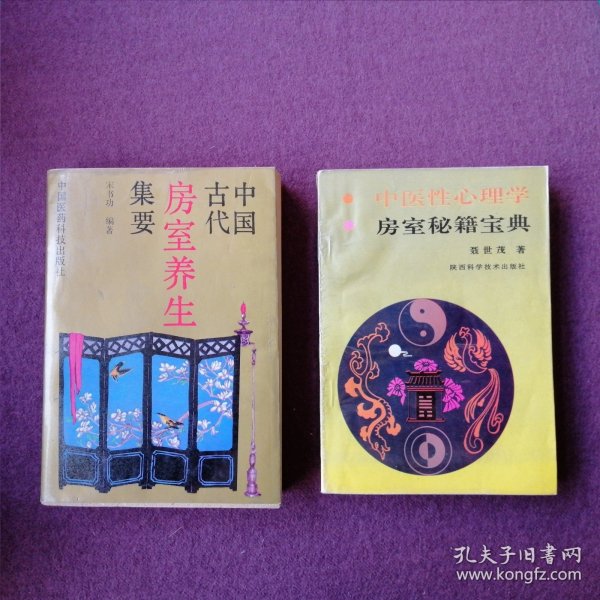 中国
古代
房室养生
集要
宋书功 编著
中国医药科技出版社
中医性心理学
房室秘籍宝典
聂世茂 著
陕西科学技术出版社
孔夫子旧书网
www.kongfz.com